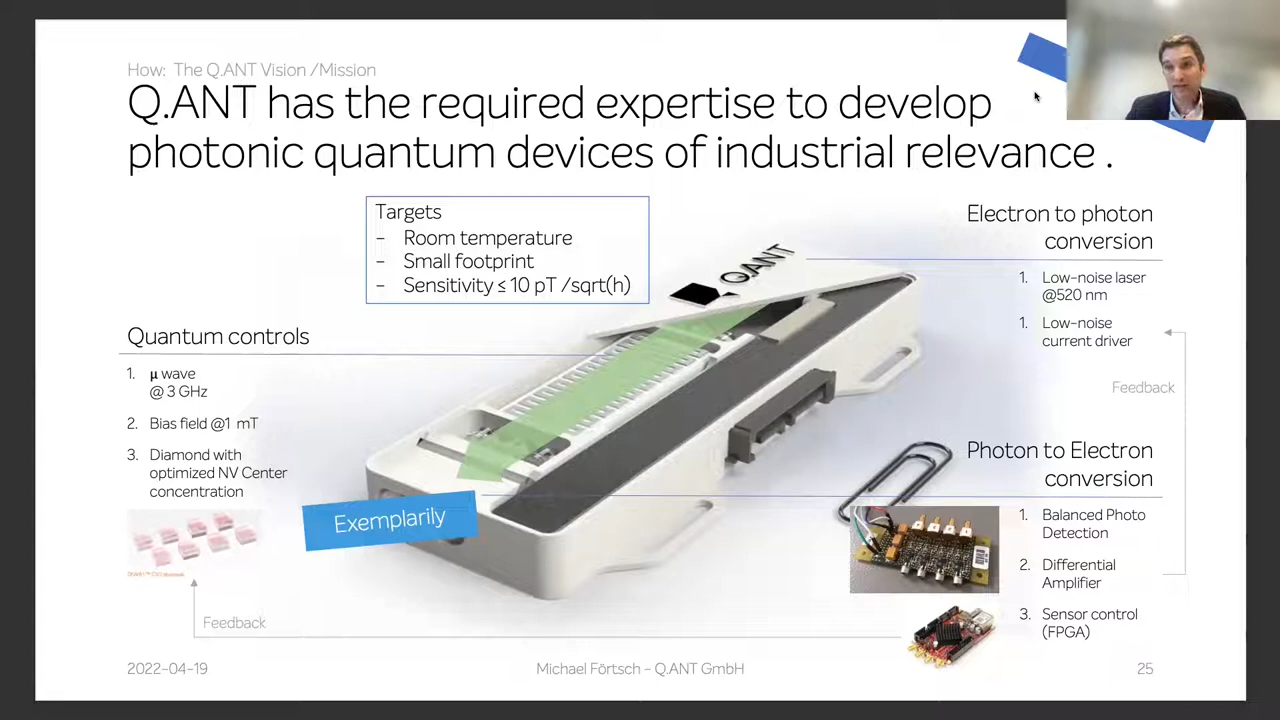 How: The Q.ANT Vision /Mission
Q.ANT has the required expertise to develop
photonic quantum devices of industrial relevance .
Targets
- Room temperature
- Small footprint
- Sensitivity ≤ 10 pT /sqrt(h)
Q.ANT
Electron to photon
conversion
1. Low-noise laser
@520 nm
1. Low-noise
current driver
Feedback
Quantum controls
1. µ wave
@ 3 GHz
2. Bias field @1 mT
3. Diamond with
optimized NV Center
concentration
Exemplarily
Photon to Electron
conversion
1. Balanced Photo
Detection
2. Differential
Amplifier
3. Sensor control
(FPGA)
Feedback
2022-04-19
Michael Förtsch - Q.ANT GmbH
25